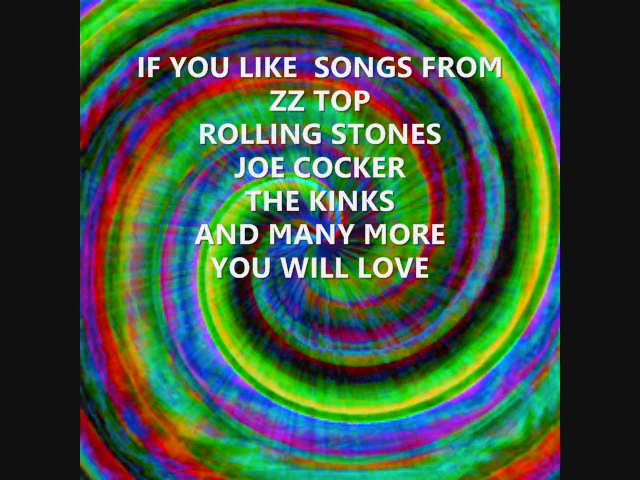 IF YOU LIKE  SONGS FROM
ZZ TOP
ROLLING STONES
JOE COCKER
THE KINKS
AND MANY MORE
YOU WILL LOVE